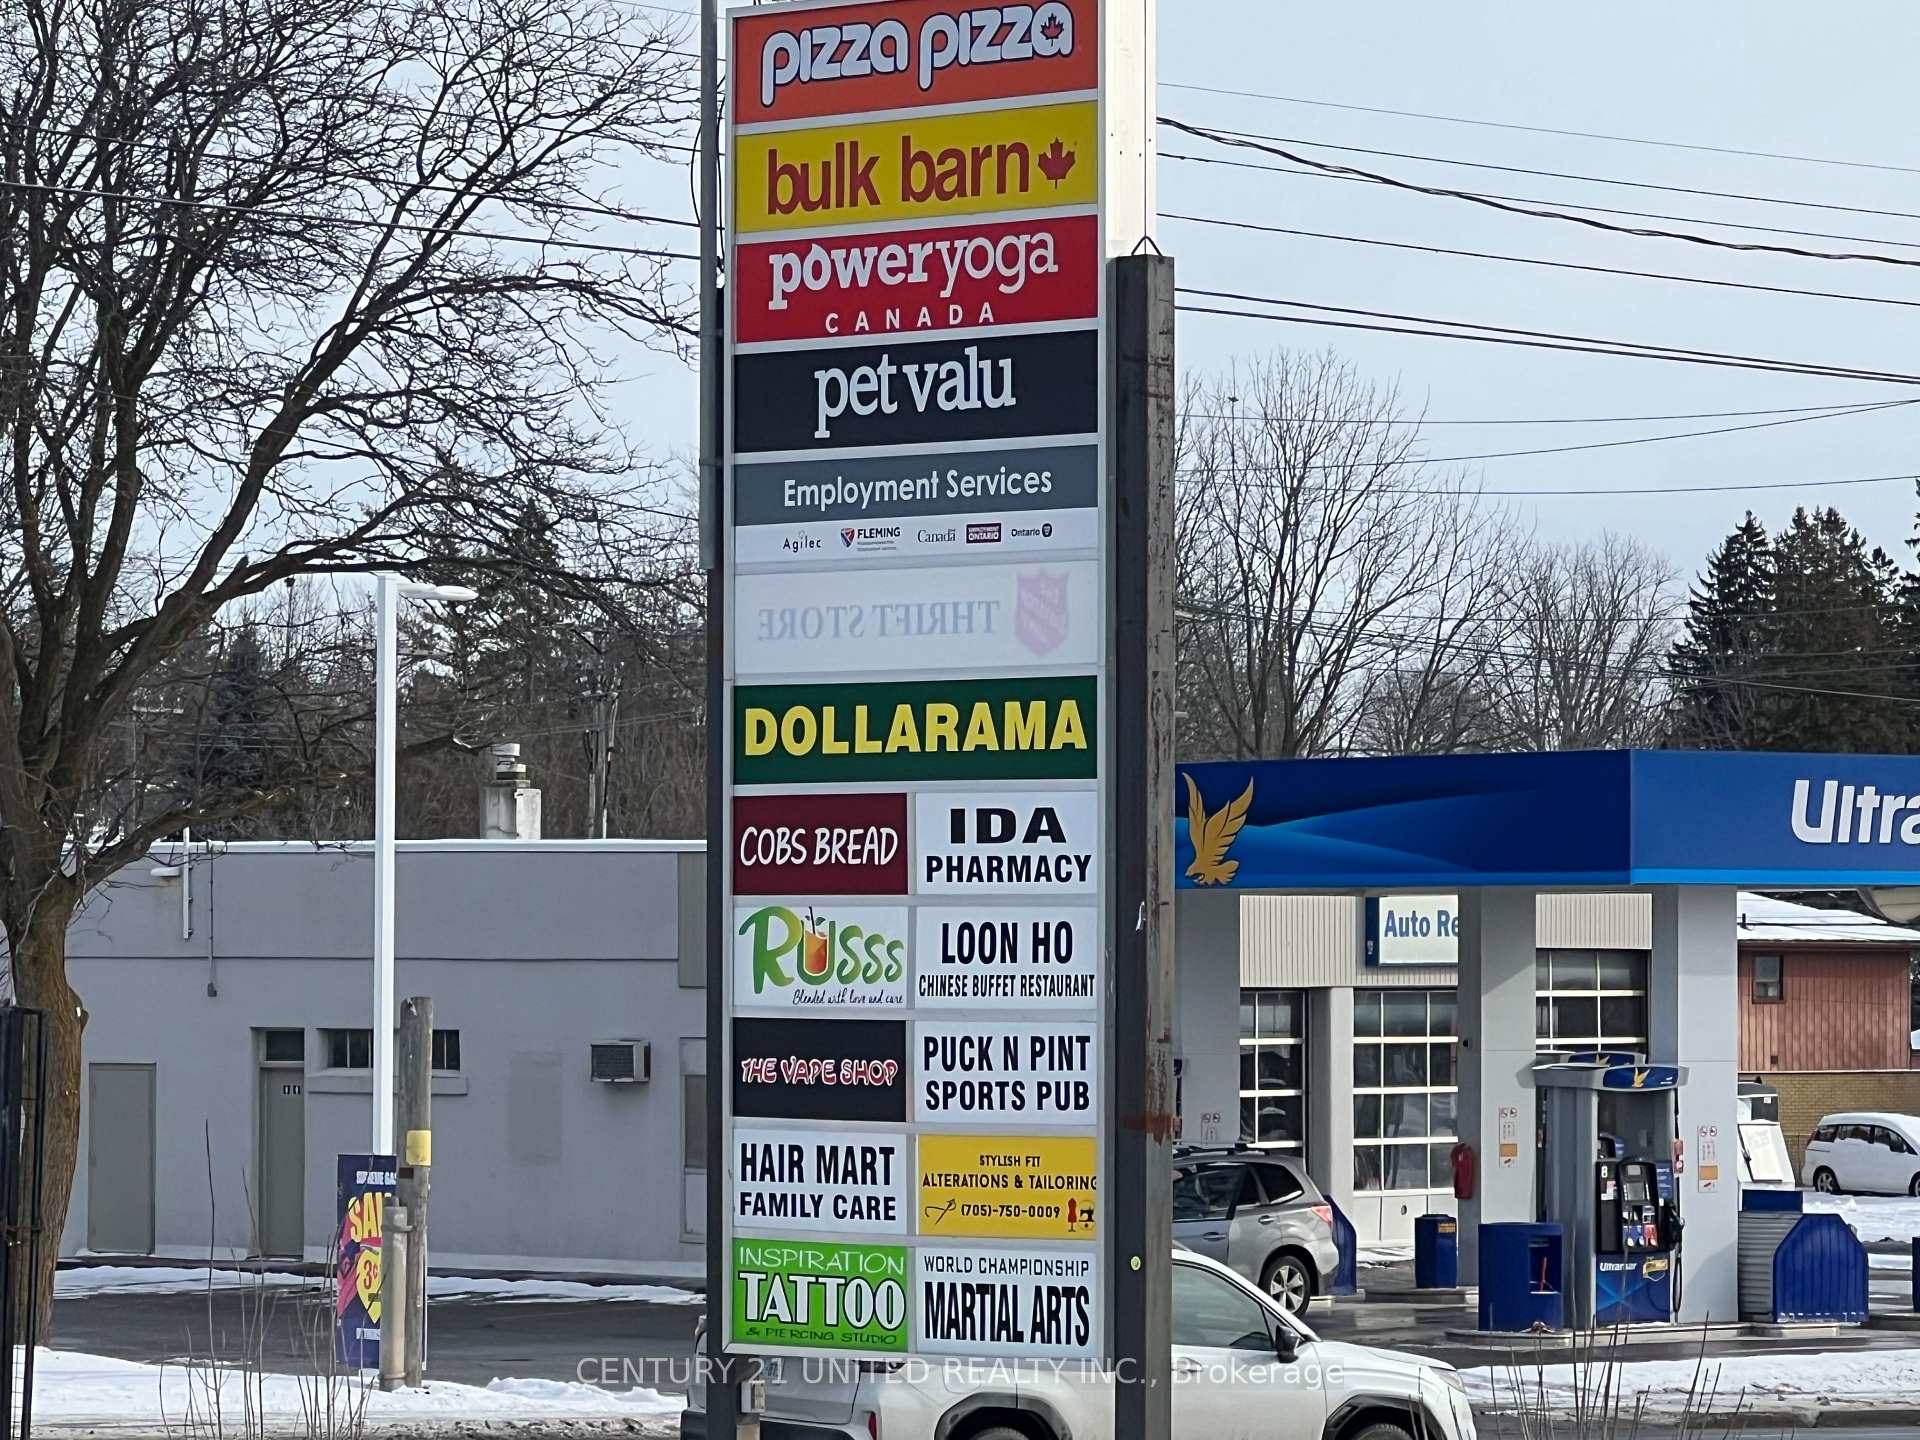 pizza pizza
bulk barn
poweryoga
CANADA
pet valu
Employment Services
Agilec
FLEMING
Canada
EMPLOYMENT
ONTARIO
Ontario
THRIFT STORE
DOLLARAMA
COBS BREAD
IDA
PHARMACY
Russs
Blended with love and care
LOON HO
CHINESE BUFFET RESTAURANT
THE VAPE SHOP
PUCK N PINT
SPORTS PUB
HAIR MART
FAMILY CARE
STYLISH FIT
ALTERATIONS & TAILORING
(705)-750-0009
INSPIRATION
TATTOO
& PIERCING STUDIO
WORLD CHAMPIONSHIP
MARTIAL ARTS
Ultra
Auto Re
8
Ultramar
3¢
CENTURY 21 UNITED REALTY INC., Brokerage